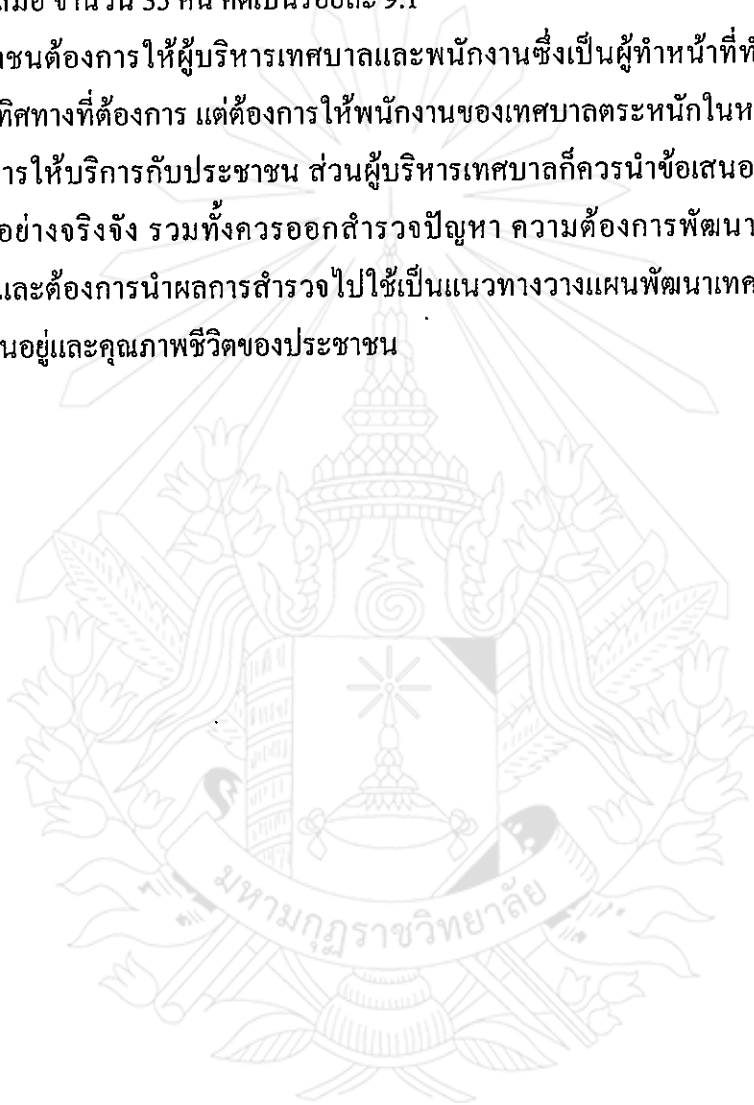 สมอ จำนวน 35 คน คิดเป็นร้อยละ 9.1
ชนต้องการให้ผู้บริหารเทศบาลและพนักงานซึ่งเป็นผู้ทำหน้าที่
ทิศทางที่ต้องการ แต่ต้องการให้พนักงานของเทศบาลตระหนักใน
ารให้บริการกับประชาชน ส่วนผู้บริหารเทศบาลก็ควรนำข้อเสนอ
อย่างจริงจัง รวมทั้งควรออกสำรวจปัญหา ความต้องการพัฒนา
และต้องการนำผลการสำรวจไปใช้เป็นแนวทางวางแผนพัฒนาเทศ
นอยู่และคุณภาพชีวิตของประชาชน
มหามกุฏราชวิทยาลัย